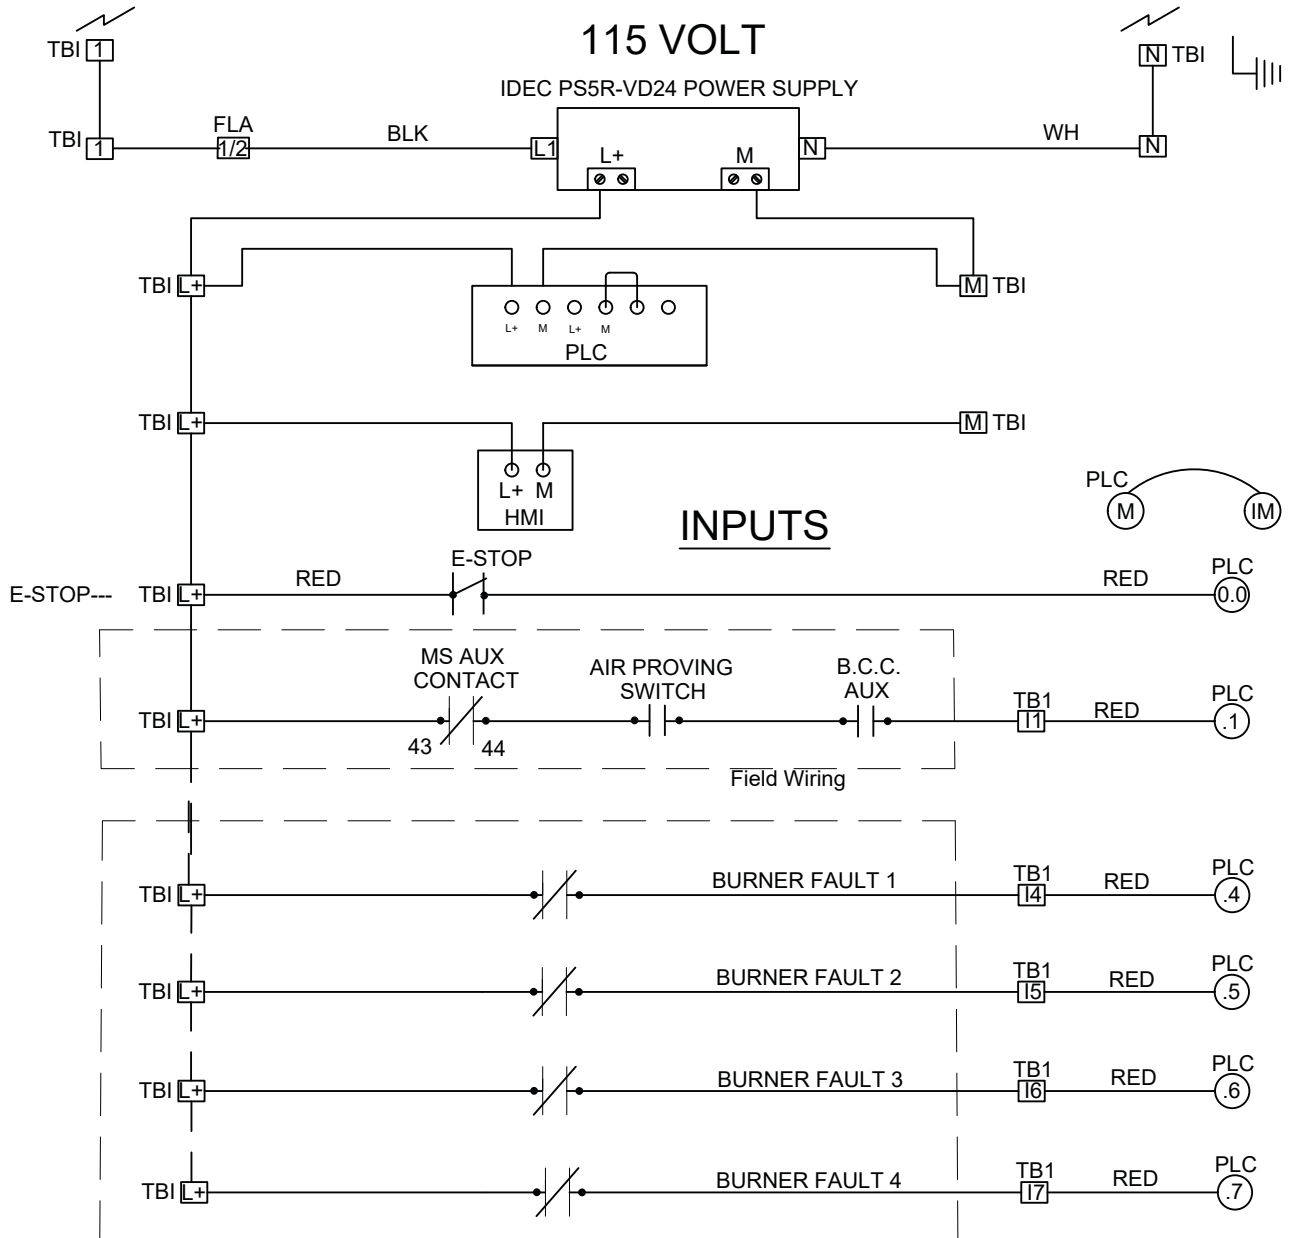 115 VOLT
TBI 1
N TBI
IDEC PS5R-VD24 POWER SUPPLY
TBI 1
FLA
1/2
BLK
L1
L+
M
N
WH
N
TBI L+
M TBI
L+ M L+ M
PLC
TBI L+
M TBI
L+ M
HMI
INPUTS
PLC
M
IM
E-STOP
E-STOP---
TBI L+
RED
RED
PLC
0.0
MS AUX
CONTACT
AIR PROVING
SWITCH
B.C.C.
AUX
TBI L+
43
44
TB1
I1
RED
PLC
.1
Field Wiring
TBI L+
BURNER FAULT 1
TB1
I4
RED
PLC
.4
TBI L+
BURNER FAULT 2
TB1
I5
RED
PLC
.5
TBI L+
BURNER FAULT 3
TB1
I6
RED
PLC
.6
TBI L+
BURNER FAULT 4
TB1
I7
RED
PLC
.7